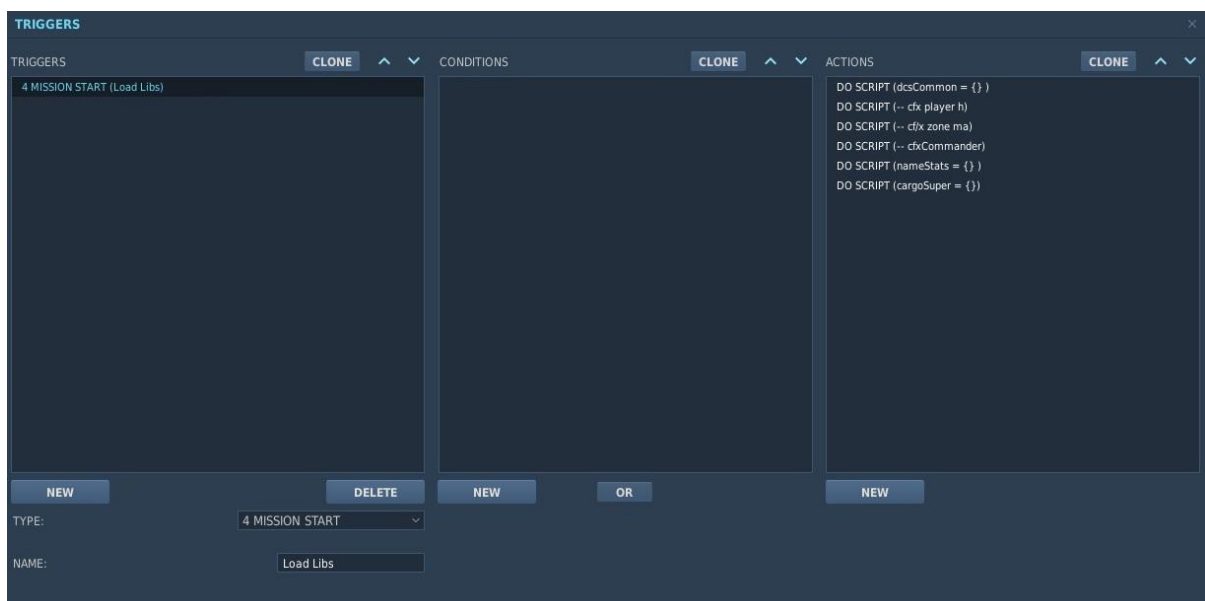 TRIGGERS
TRIGGERS CLONE CONDITIONS CLONE ACTIONS CLONE
4 MISSION START (Load Libs)
DO SCRIPT (dcsCommon = {} )
DO SCRIPT (-- cfx player h)
DO SCRIPT (-- cf/x zone ma)
DO SCRIPT (-- cfxCommander)
DO SCRIPT (nameStats = {} )
DO SCRIPT (cargoSuper = {})
NEW DELETE NEW OR NEW
TYPE: 4 MISSION START
NAME: Load Libs